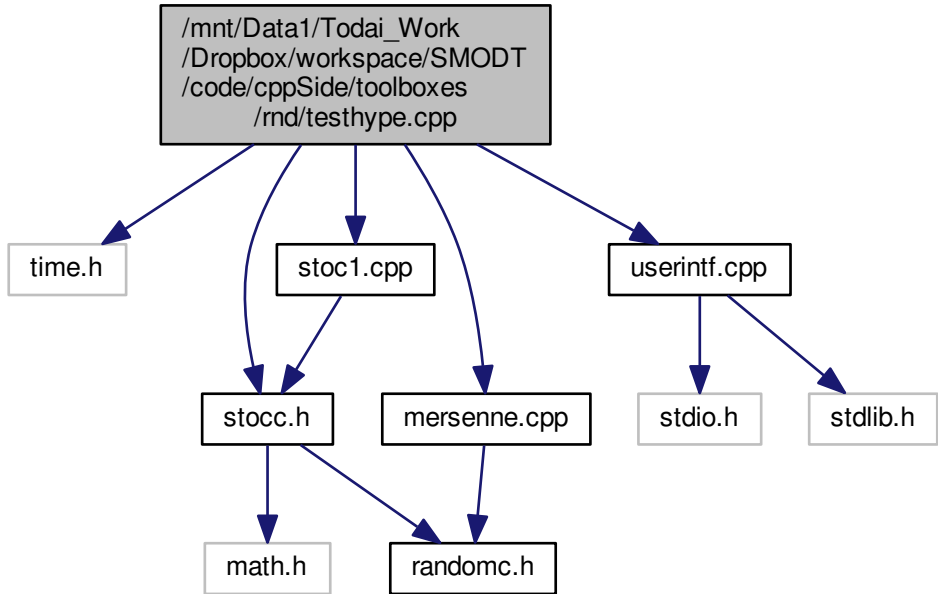 /mnt/Data1/Todai_Work
/Dropbox/workspace/SMODT
/code/cppSide/toolboxes
/rnd/testhype.cpp
time.h
stoc1.cpp
userintf.cpp
stocc.h
mersenne.cpp
stdio.h
stdlib.h
math.h
randomc.h